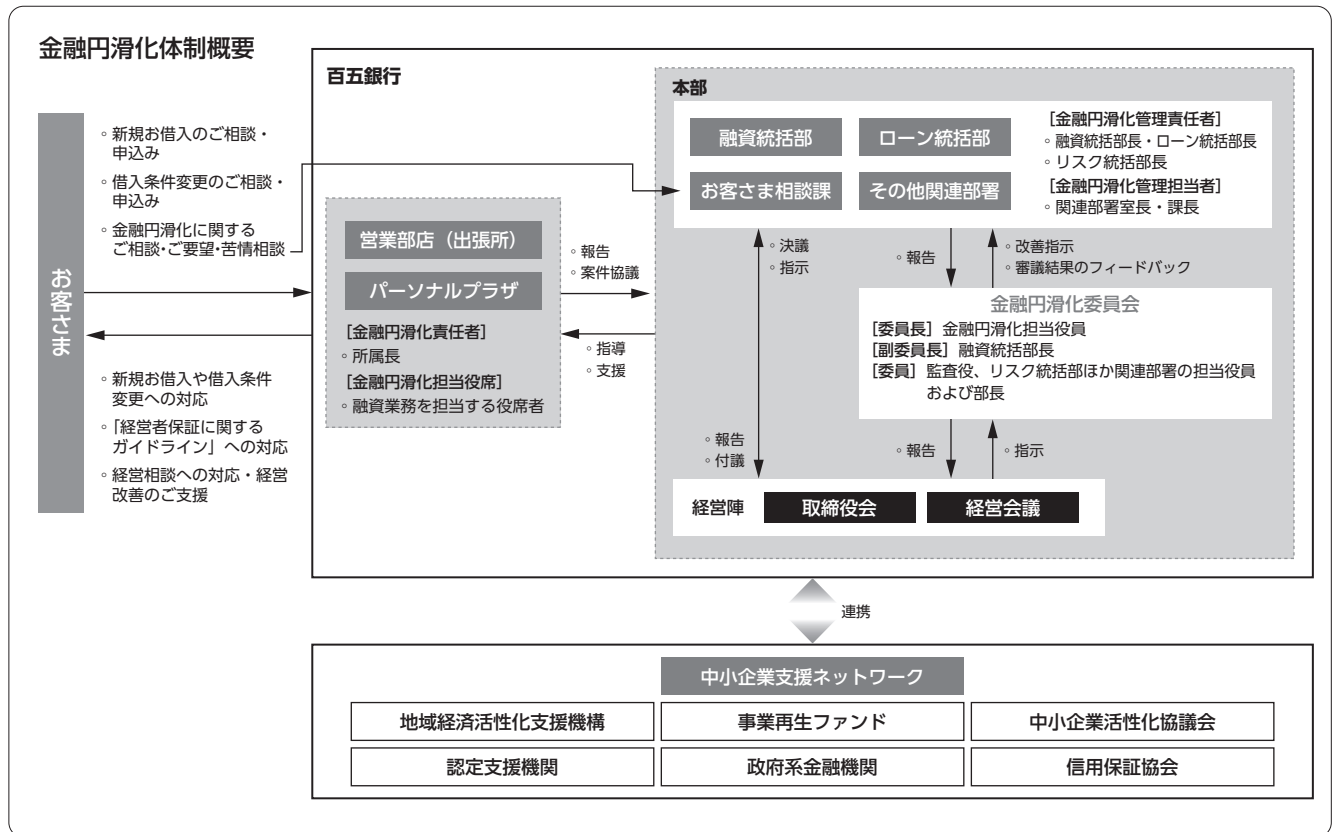 金融円滑化体制概要
お客さま
◦新規お借入のご相談・
申込み
◦借入条件変更のご相談・
申込み
◦金融円滑化に関する
ご相談・ご要望・苦情相談
◦新規お借入や借入条件
変更への対応
◦「経営者保証に関する
ガイドライン」への対応
◦経営相談への対応・経営
改善のご支援
百五銀行
営業部店（出張所）
パーソナルプラザ
[金融円滑化責任者]
◦所属長
[金融円滑化担当役席]
◦融資業務を担当する役席者
◦報告
◦案件協議
◦指導
◦支援
本部
融資統括部
ローン統括部
お客さま相談課
その他関連部署
[金融円滑化管理責任者]
◦融資統括部長・ローン統括部長
◦リスク統括部長
[金融円滑化管理担当者]
◦関連部署室長・課長
◦決議
◦指示
◦報告
◦改善指示
◦審議結果のフィードバック
金融円滑化委員会
[委員長] 金融円滑化担当役員
[副委員長] 融資統括部長
[委員] 監査役、リスク統括部ほか関連部署の担当役員
および部長
◦報告
◦付議
◦報告
◦指示
経営陣
取締役会
経営会議
連携
中小企業支援ネットワーク
地域経済活性化支援機構
事業再生ファンド
中小企業活性化協議会
認定支援機関
政府系金融機関
信用保証協会